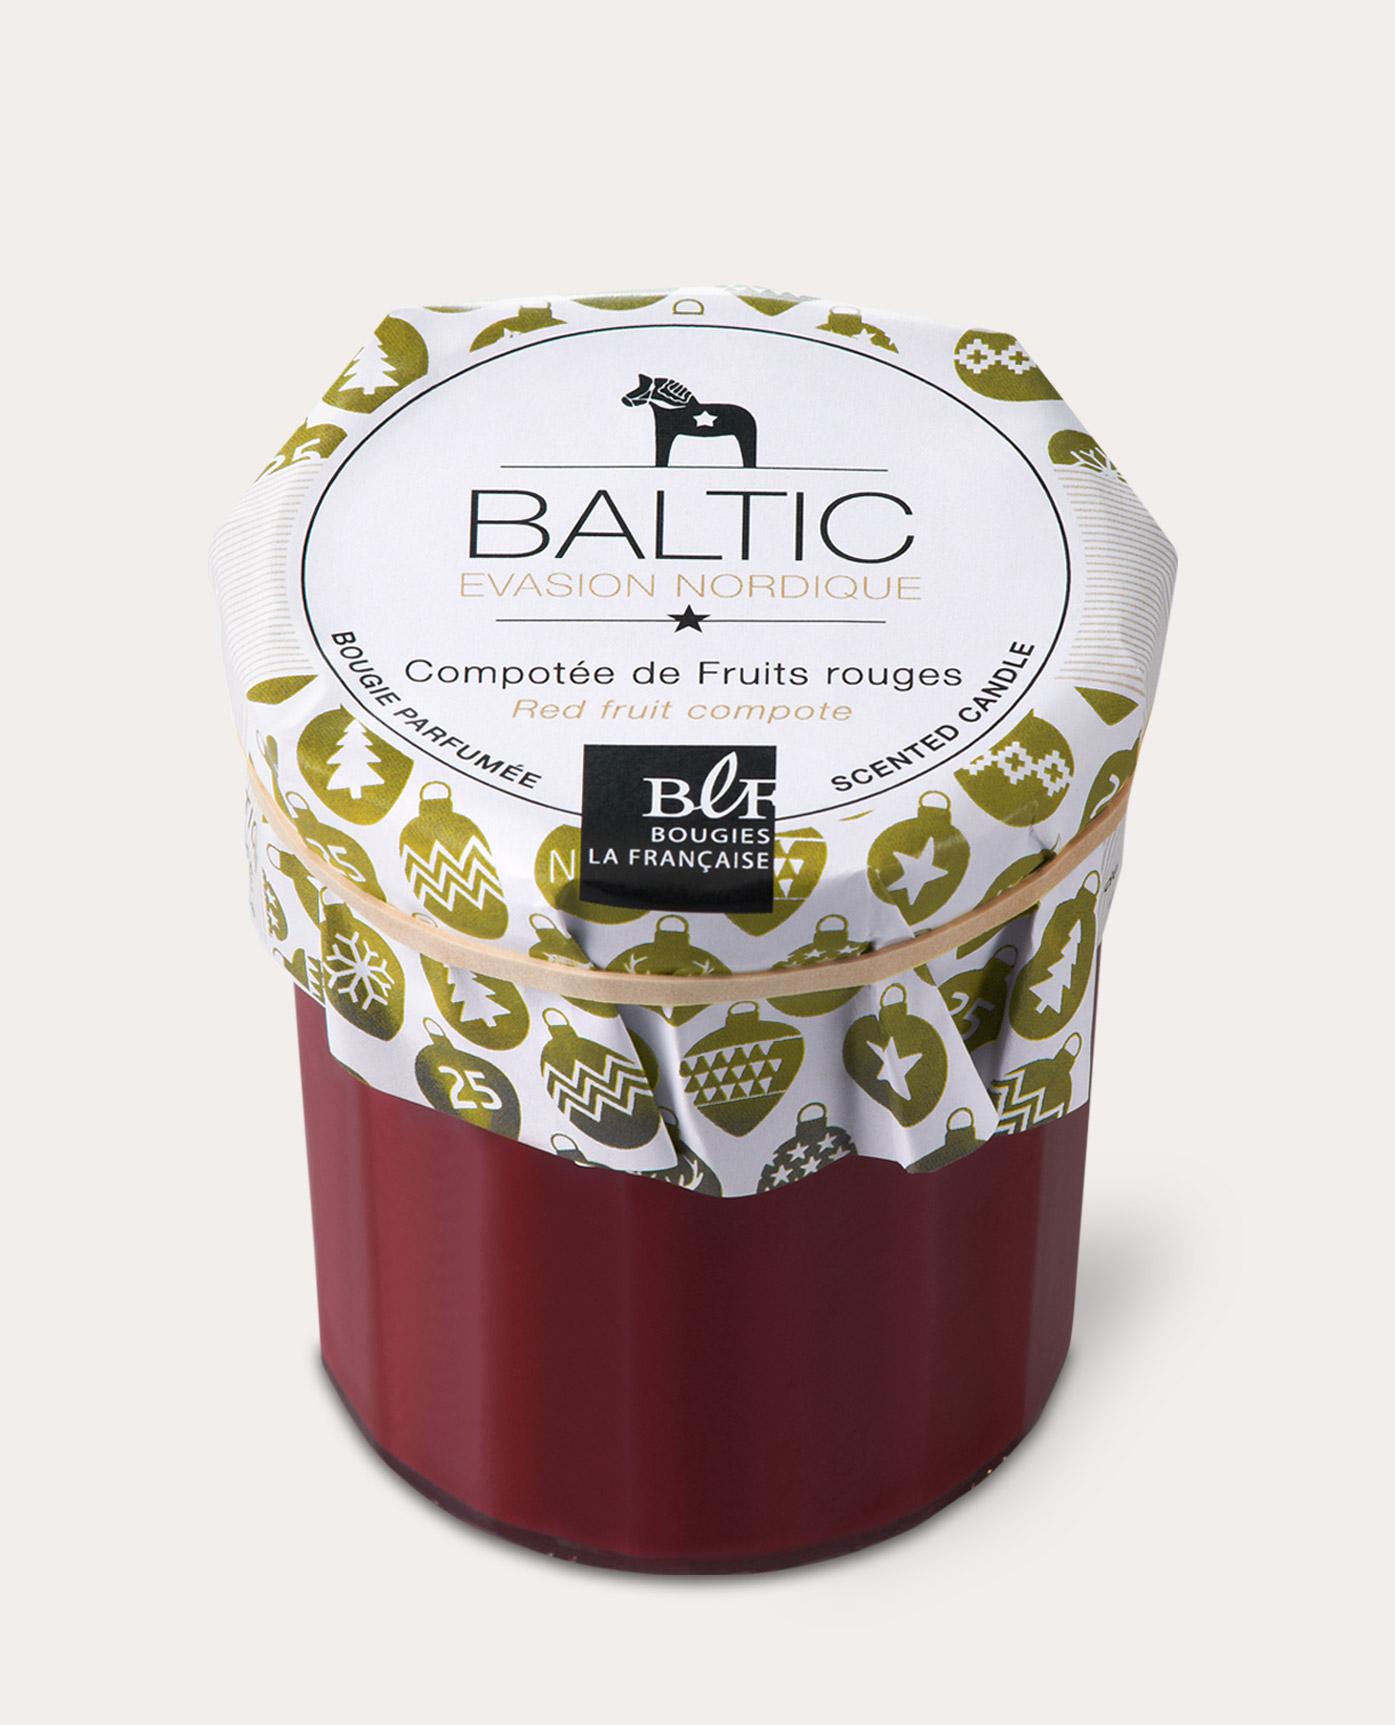 BALTIC
EVASION NORDIQUE
Compotée de Fruits rouges
Red fruit compote
BOUGIE PARFUMÉE
SCENTED CANDLE
BLF
BOUGIES
LA FRANÇAISE
25
25
25
25